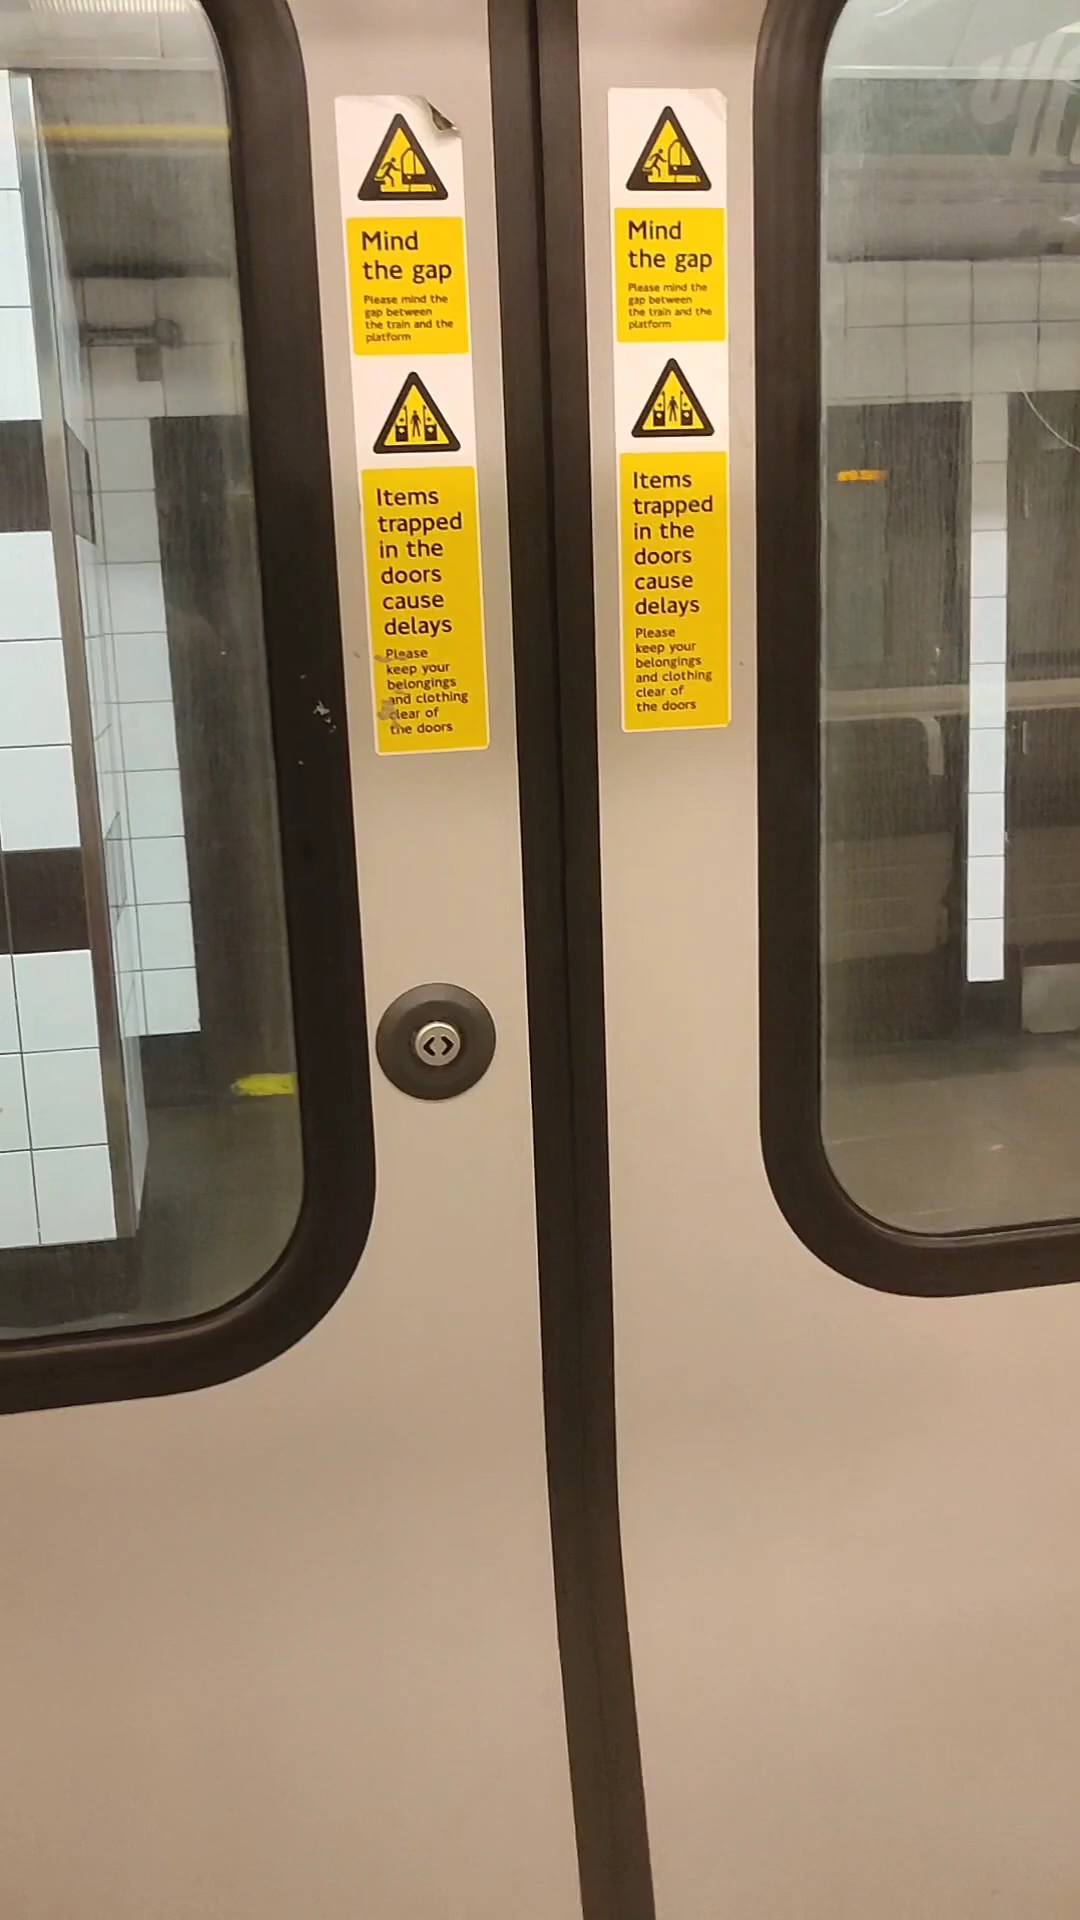 Mind
the gap
Please mind the
gap between
the train and the
platform
Items
trapped
in the
doors
cause
delays
Please
keep your
belongings
and clothing
clear of
the doors
Mind
the gap
Please mind the
gap between
the train and the
platform
Items
trapped
in the
doors
cause
delays
Please
keep your
belongings
and clothing
clear of
the doors